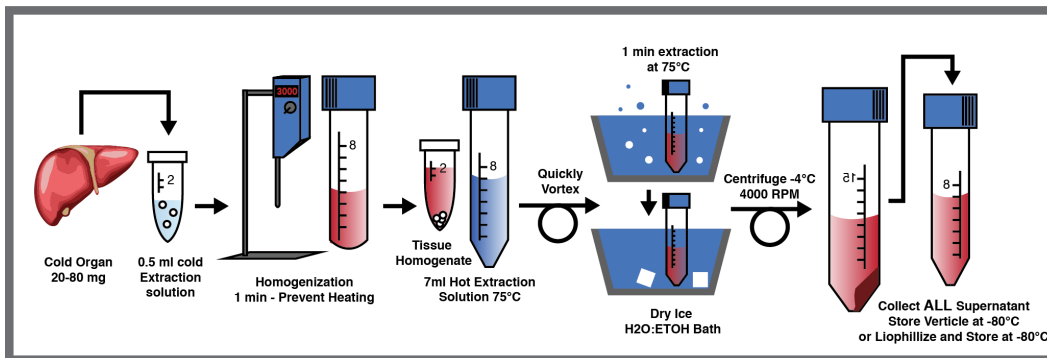 Cold Organ
20-80 mg
2
0.5 ml cold
Extraction
solution
3000
8
Homogenization
1 min - Prevent Heating
2
Tissue
Homogenate
8
7ml Hot Extraction
Solution 75°C
Quickly
Vortex
1 min extraction
at 75°C
Dry Ice
H2O:ETOH Bath
Centrifuge -4°C
4000 RPM
15
8
Collect ALL Supernatant
Store Verticle at -80°C
or Liophillize and Store at -80°C